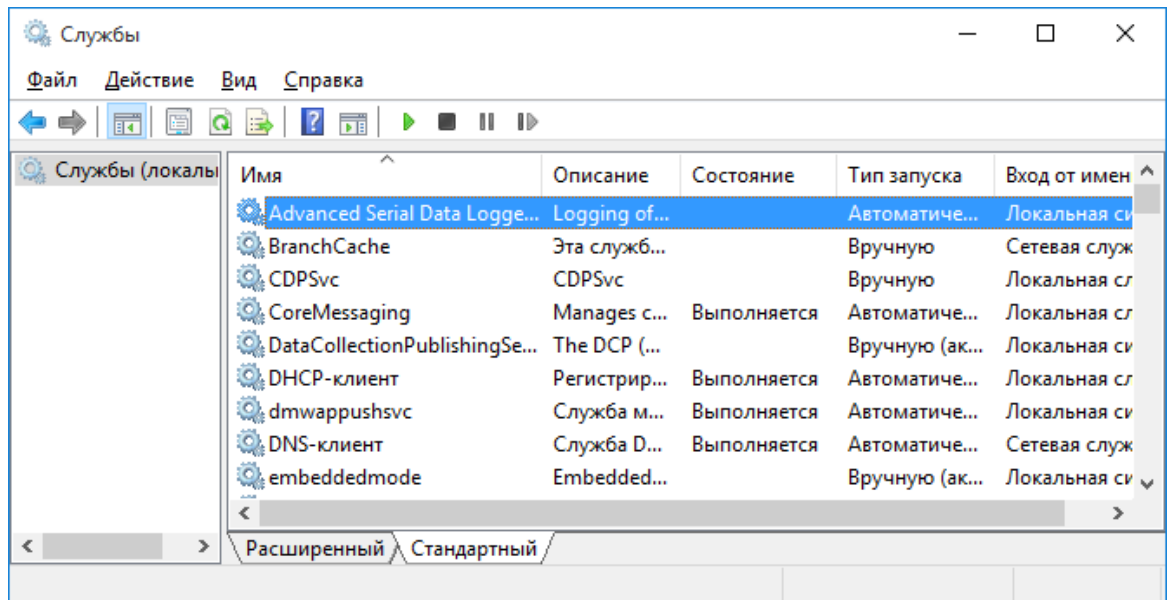 Службы
Файл Действие Вид Справка
Службы (локалы
Имя Описание Состояние Тип запуска Вход от имен
Advanced Serial Data Logge... Logging of... Автоматиче... Локальная си
BranchCache Эта служб... Вручную Сетевая служ
CDPSvc CDPSvc Вручную Локальная сл
CoreMessaging Manages c... Выполняется Автоматиче... Локальная си
DataCollectionPublishingSe... The DCP (... Вручную (ак... Локальная си
DHCP-клиент Регистрир... Выполняется Автоматиче... Локальная сл
dmwappushsvc Служба м... Выполняется Автоматиче... Локальная си
DNS-клиент Служба D... Выполняется Автоматиче... Сетевая служ
embeddedmode Embedded... Вручную (ак... Локальная си
Расширенный Стандартный